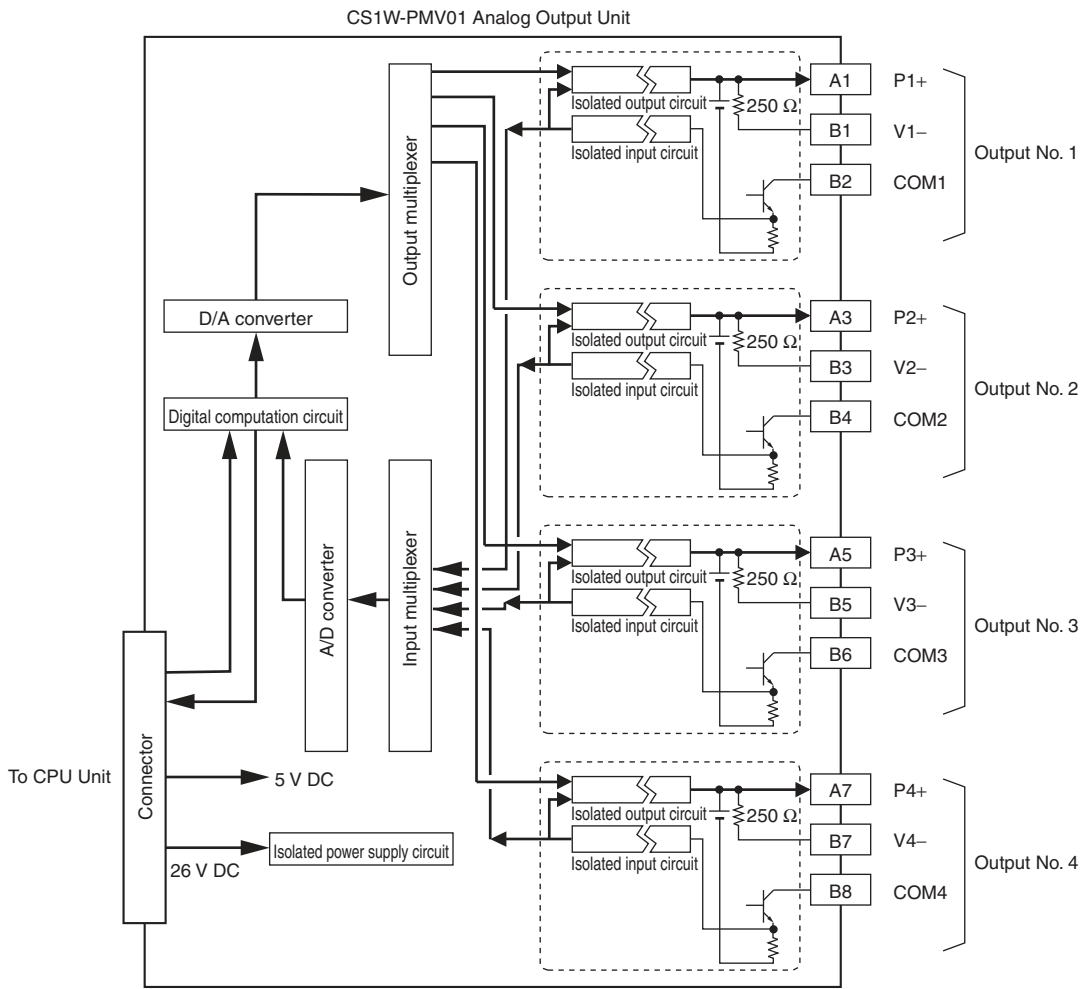 CS1W-PMV01 Analog Output Unit
Output multiplexer
D/A converter
Digital computation circuit
A/D converter
Input multiplexer
To CPU Unit
Connector
5 V DC
26 V DC
Isolated power supply circuit
Isolated output circuit
Isolated input circuit
250 Ω
A1
P1+
B1
V1−
B2
COM1
Output No. 1
Isolated output circuit
Isolated input circuit
250 Ω
A3
P2+
B3
V2−
B4
COM2
Output No. 2
Isolated output circuit
Isolated input circuit
250 Ω
A5
P3+
B5
V3−
B6
COM3
Output No. 3
Isolated output circuit
Isolated input circuit
250 Ω
A7
P4+
B7
V4−
B8
COM4
Output No. 4